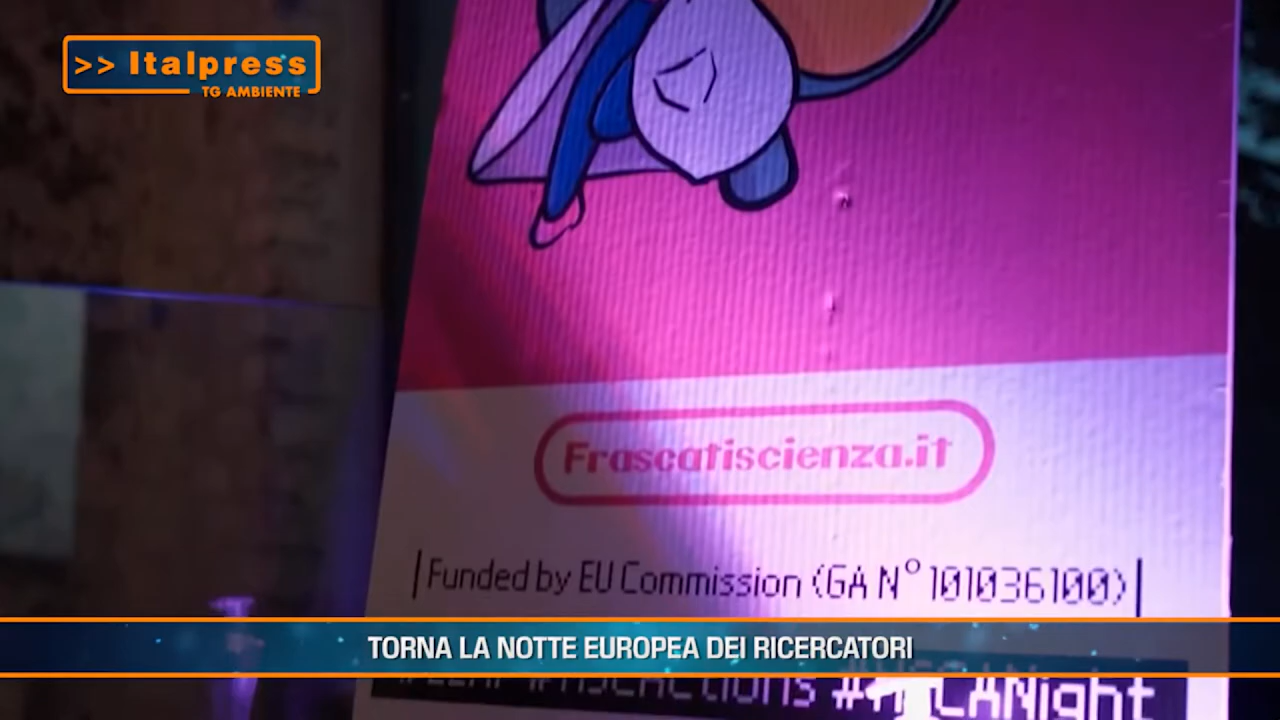 >> Italpress
TG AMBIENTE
Frascatiscienza.it
Funded by EU Commission (GA N° 101036100)
TORNA LA NOTTE EUROPEA DEI RICERCATORI